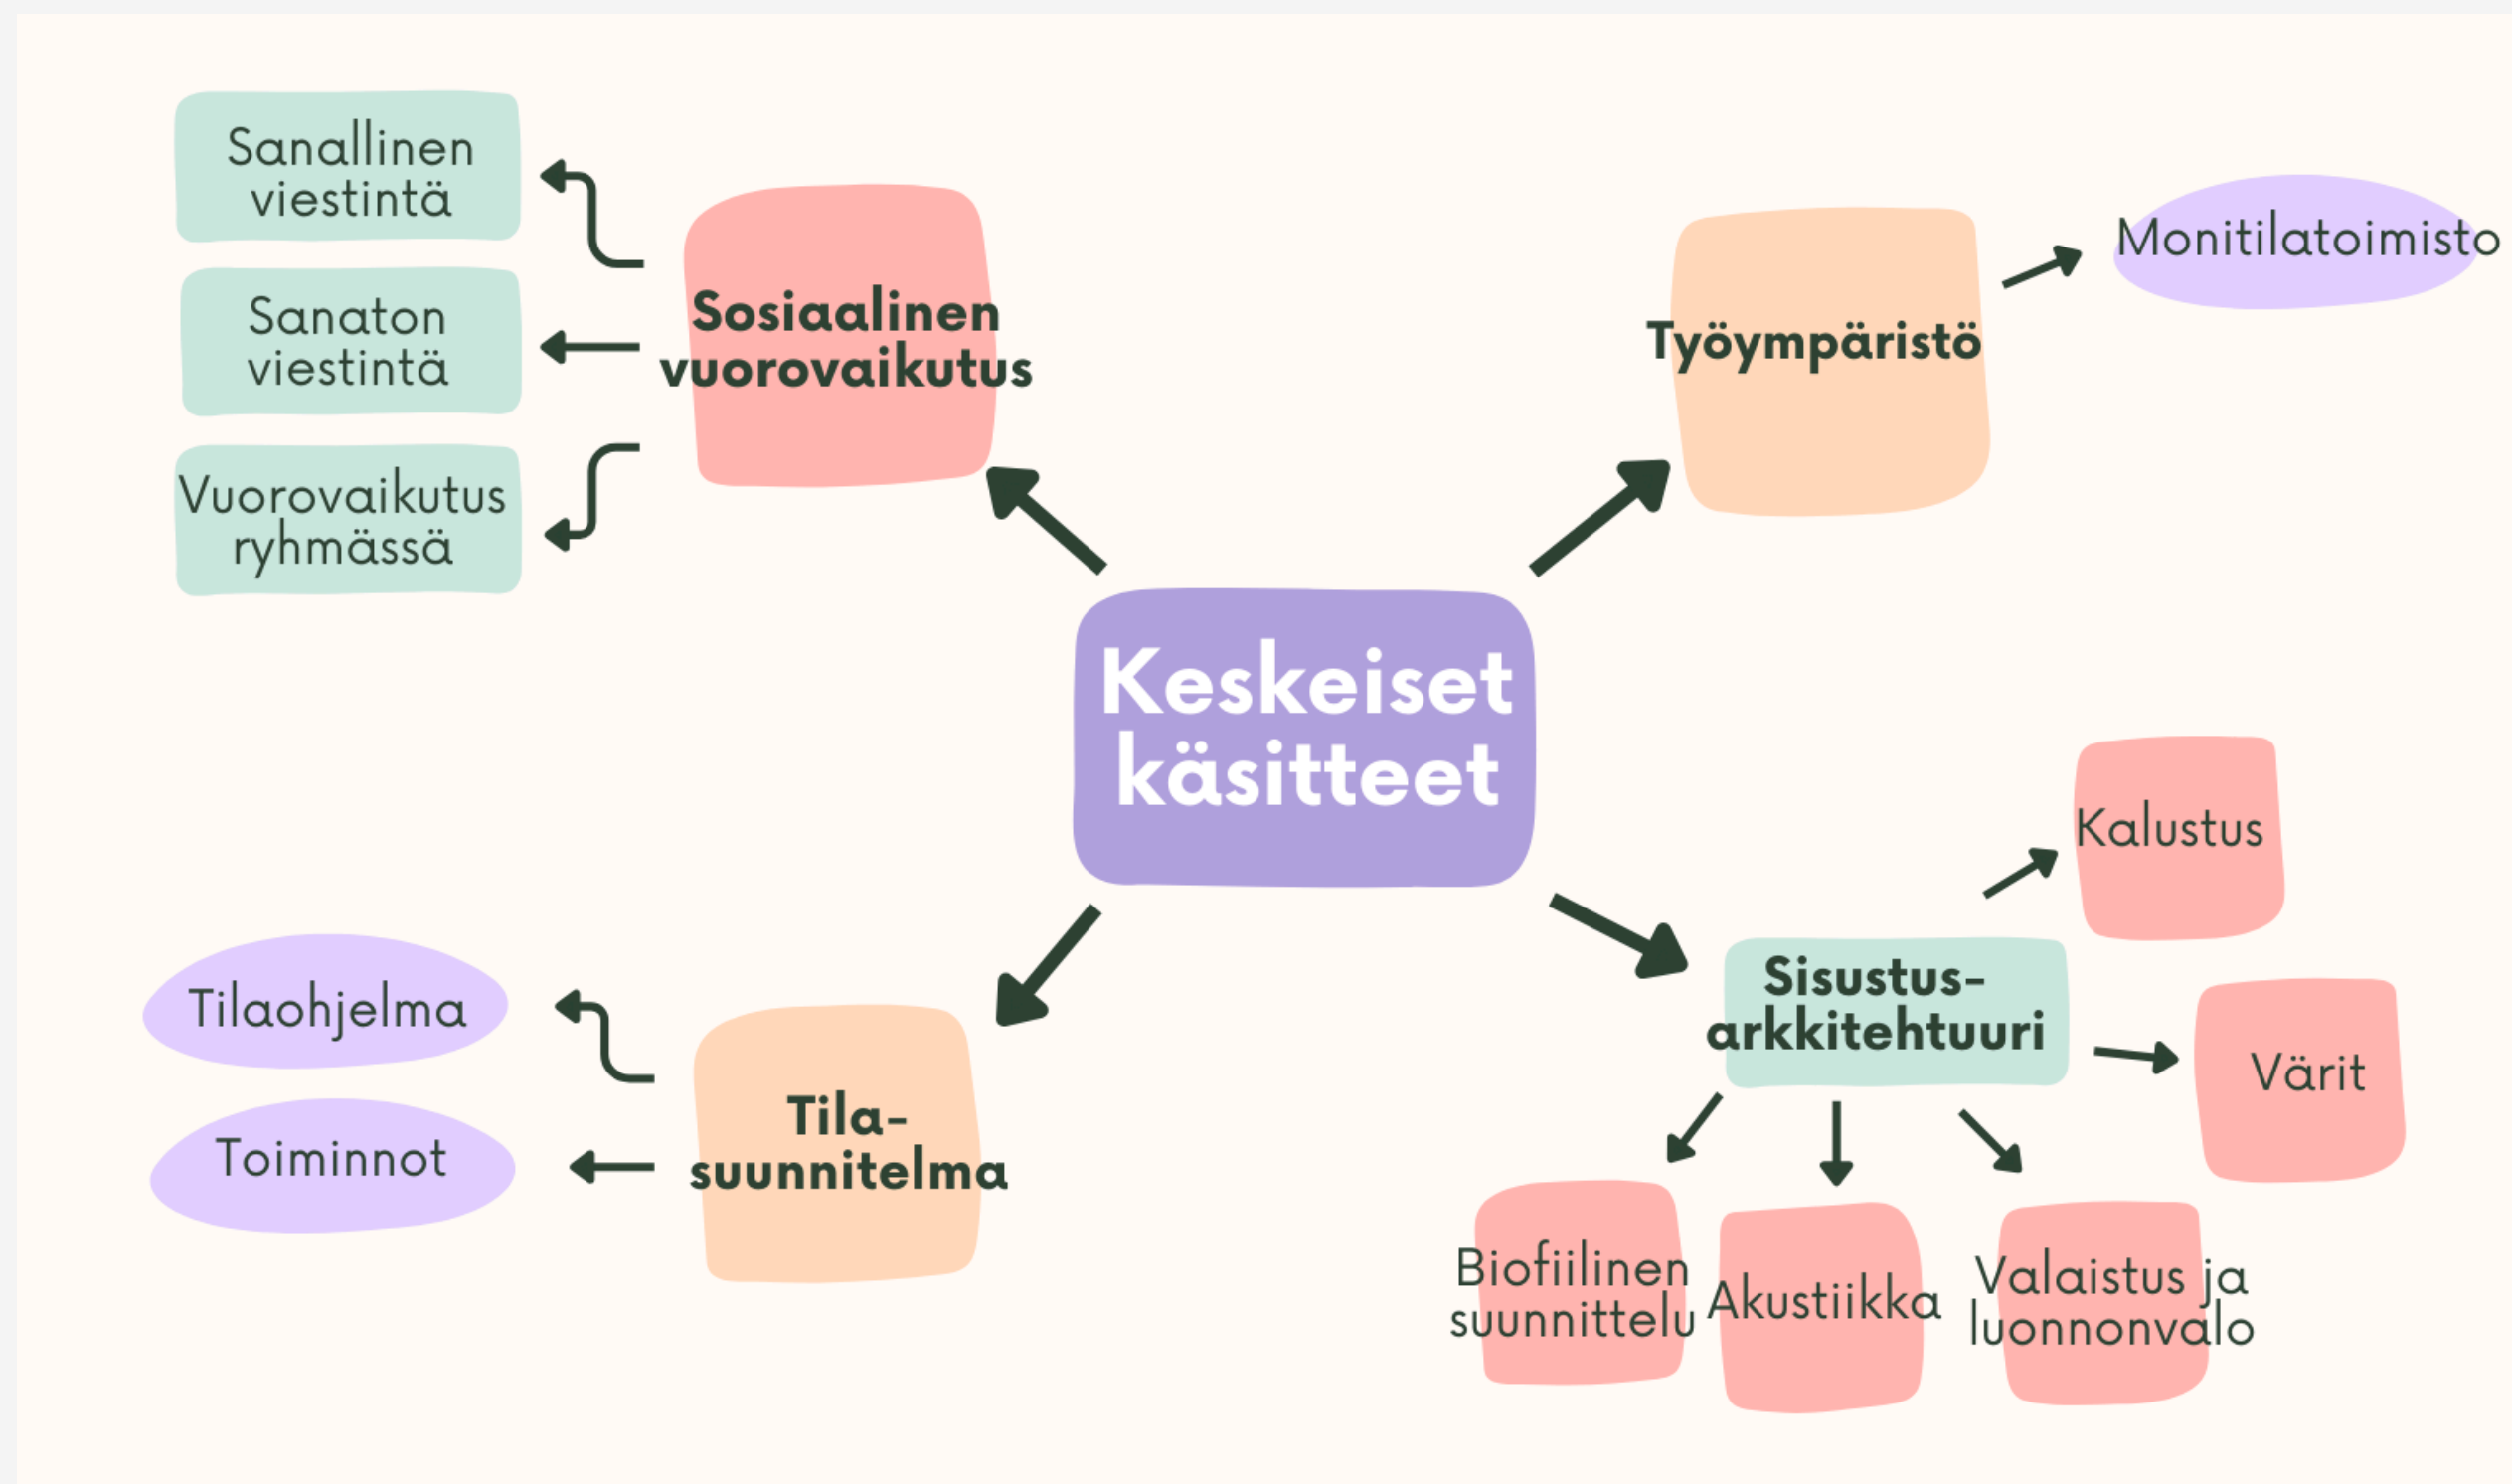 Sanallinen
viestintä
Sanaton
viestintä
Vuorovaikutus
ryhmässä
Sosiaalinen
vuorovaikutus
Työympäristö
Monitilatoimisto
Keskeiset
käsitteet
Tilaohjelma
Toiminnot
Tila-
suunnitelma
Sisustus-
arkkitehtuuri
Kalustus
Värit
Biofiilinen
suunnittelu
Akustiikka
Valaistus ja
luonnonvalo